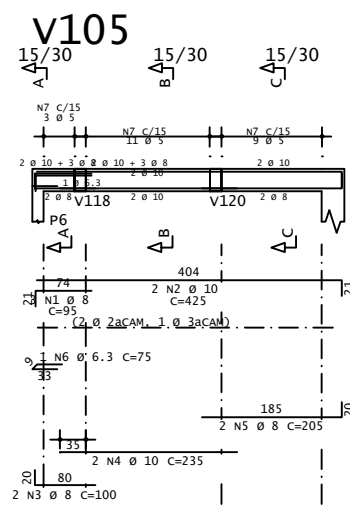 V105
15/30 15/30 15/30
A B C
N7 C/15 N7 C/15 N7 C/15
3 Ø 5 11 Ø 5 9 Ø 5
2 Ø 10 + 3 Ø 8 2 Ø 10 + 3 Ø 8 2 Ø 10
2 Ø 10
1 Ø 6.3
2 Ø 8 2 Ø 10 2 Ø 8
V118 V120
P6
A B C
74 404
21 N1 Ø 8 2 N2 Ø 10 21
C=95 C=425
(2 Ø 2aCAM, 1 Ø 3aCAM)
9 1 N6 Ø 6.3 C=75
33
185 20
2 N5 Ø 8 C=205
35
2 N4 Ø 10 C=235
20 80
2 N3 Ø 8 C=100